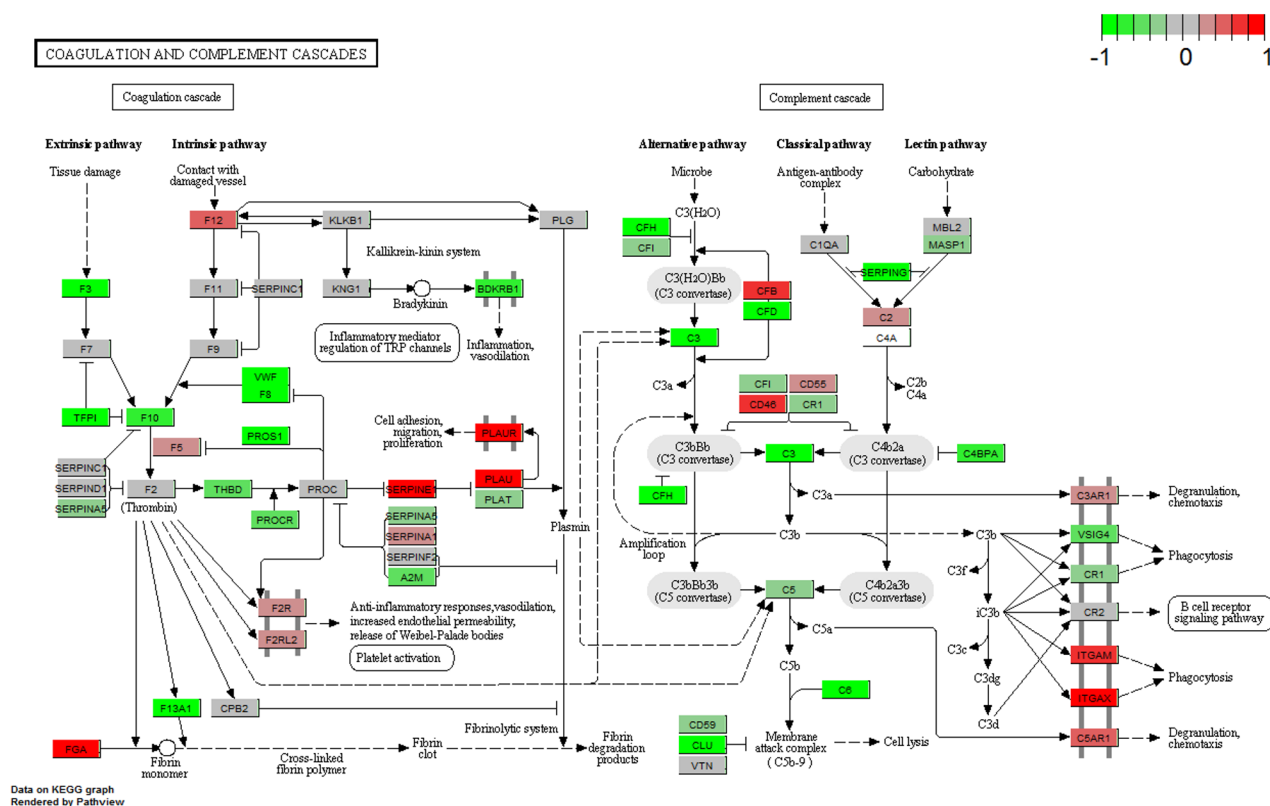 -1 0 1
COAGULATION AND COMPLEMENT CASCADES
Coagulation cascade
Complement cascade
Extrinsic pathway
Intrinsic pathway
Alternative pathway
Classical pathway
Lectin pathway
Tissue damage
Contact with
damaged vessel
Microbe
Antigen-antibody
complex
Carbohydrate
F12
KLKB1
PLG
C3(H2O)
CFH
CFI
C1QA
MBL2
MASP1
Kallikrein-kinin system
SERPING1
F3
F11
SERPINC1
KNG1
Bradykinin
BDKRB1
C3(H2O)Bb
(C3 convertase)
CFB
CFD
C2
C4A
Inflammatory mediator
regulation of TRP channels
Inflammation,
vasodilation
F7
F9
C3
VWF
F8
C3a
CFI
CD55
CD46
CR1
C2b
C4a
TFPI
F10
PROS1
F5
Cell adhesion,
migration,
proliferation
PLAUR
C3bBb
(C3 convertase)
C3
C4b2a
(C3 convertase)
C4BPA
SERPINC1
SERPIND1
SERPINA5
F2
(Thrombin)
THBD
PROC
SERPINE1
PLAU
PLAT
CFH
C3a
C3AR1
Degranulation,
chemotaxis
PROCR
SERPINA5
SERPINA1
SERPINF2
A2M
Plasmin
Amplification
loop
C3b
C3b
VSIG4
Phagocytosis
C3f
CR1
C3bBb3b
(C5 convertase)
C5
C4b2a3b
(C5 convertase)
F2R
F2RL2
Anti-inflammatory responses,vasodilation,
increased endothelial permeability,
release of Weibel-Palade bodies
Platelet activation
iC3b
CR2
B cell receptor
signaling pathway
C5a
C3c
ITGAM
C5b
C3dg
Phagocytosis
F13A1
CPB2
C6
ITGAX
C3d
Fibrinolytic system
CD59
CLU
VTN
Membrane
attack complex
( C5b-9 )
Cell lysis
C5AR1
Degranulation,
chemotaxis
FGA
Fibrin
monomer
Cross-linked
fibrin polymer
Fibrin
clot
Fibrin
degradation
products
Data on KEGG graph
Rendered by Pathview